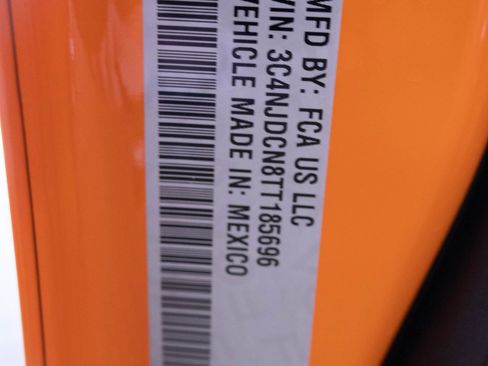 MFD BY: FCA US LLC
VIN: 3C4NJDCN8TT185696
VEHICLE MADE IN: MEXICO